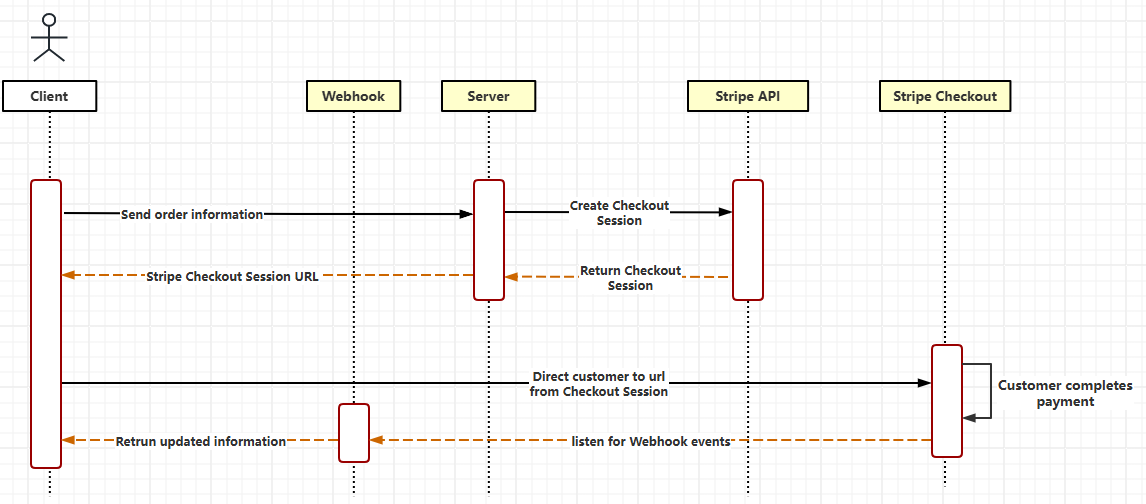 Client
Webhook
Server
Stripe API
Stripe Checkout
Send order information
Create Checkout
Session
Stripe Checkout Session URL
Return Checkout
Session
Direct customer to url
from Checkout Session
Customer completes
payment
Retrun updated information
listen for Webhook events